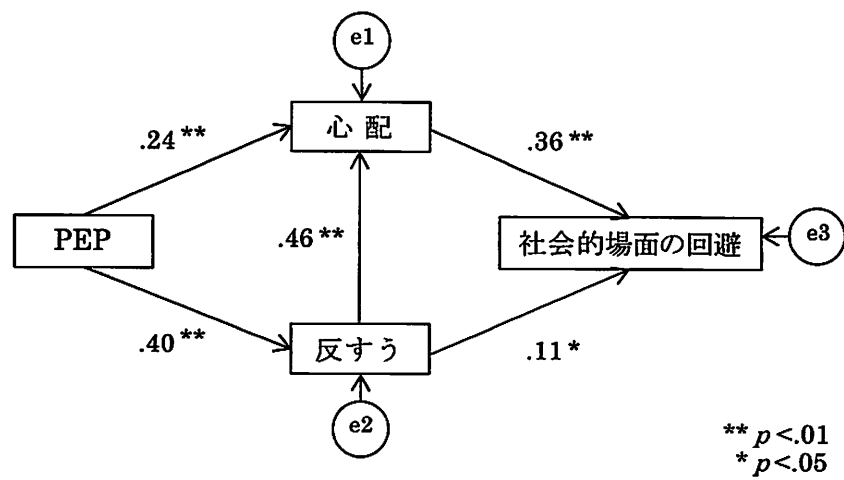 e1
心配
.24**
.36**
PEP
.46**
社会的場面の回避
e3
.40**
反すう
.11*
e2
** p<.01
* p<.05